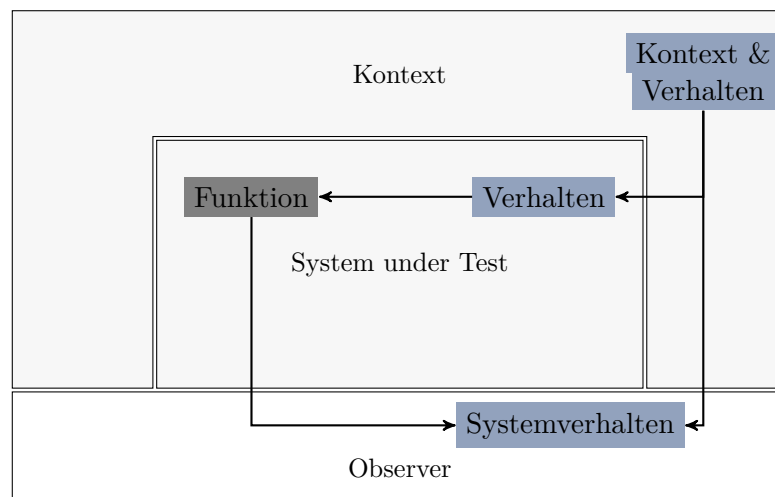 Kontext &
Verhalten
Kontext
Funktion
Verhalten
System under Test
Systemverhalten
Observer